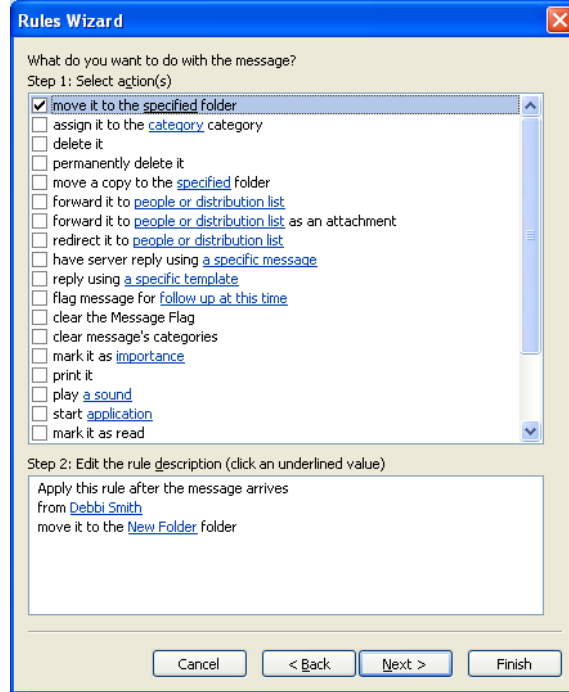 Rules Wizard
What do you want to do with the message?
Step 1: Select action(s)
move it to the specified folder
assign it to the category category
delete it
permanently delete it
move a copy to the specified folder
forward it to people or distribution list
forward it to people or distribution list as an attachment
redirect it to people or distribution list
have server reply using a specific message
reply using a specific template
flag message for follow up at this time
clear the Message Flag
clear message's categories
mark it as importance
print it
play a sound
start application
mark it as read
Step 2: Edit the rule description (click an underlined value)
Apply this rule after the message arrives
from Debbi Smith
move it to the New Folder folder
Cancel < Back Next > Finish